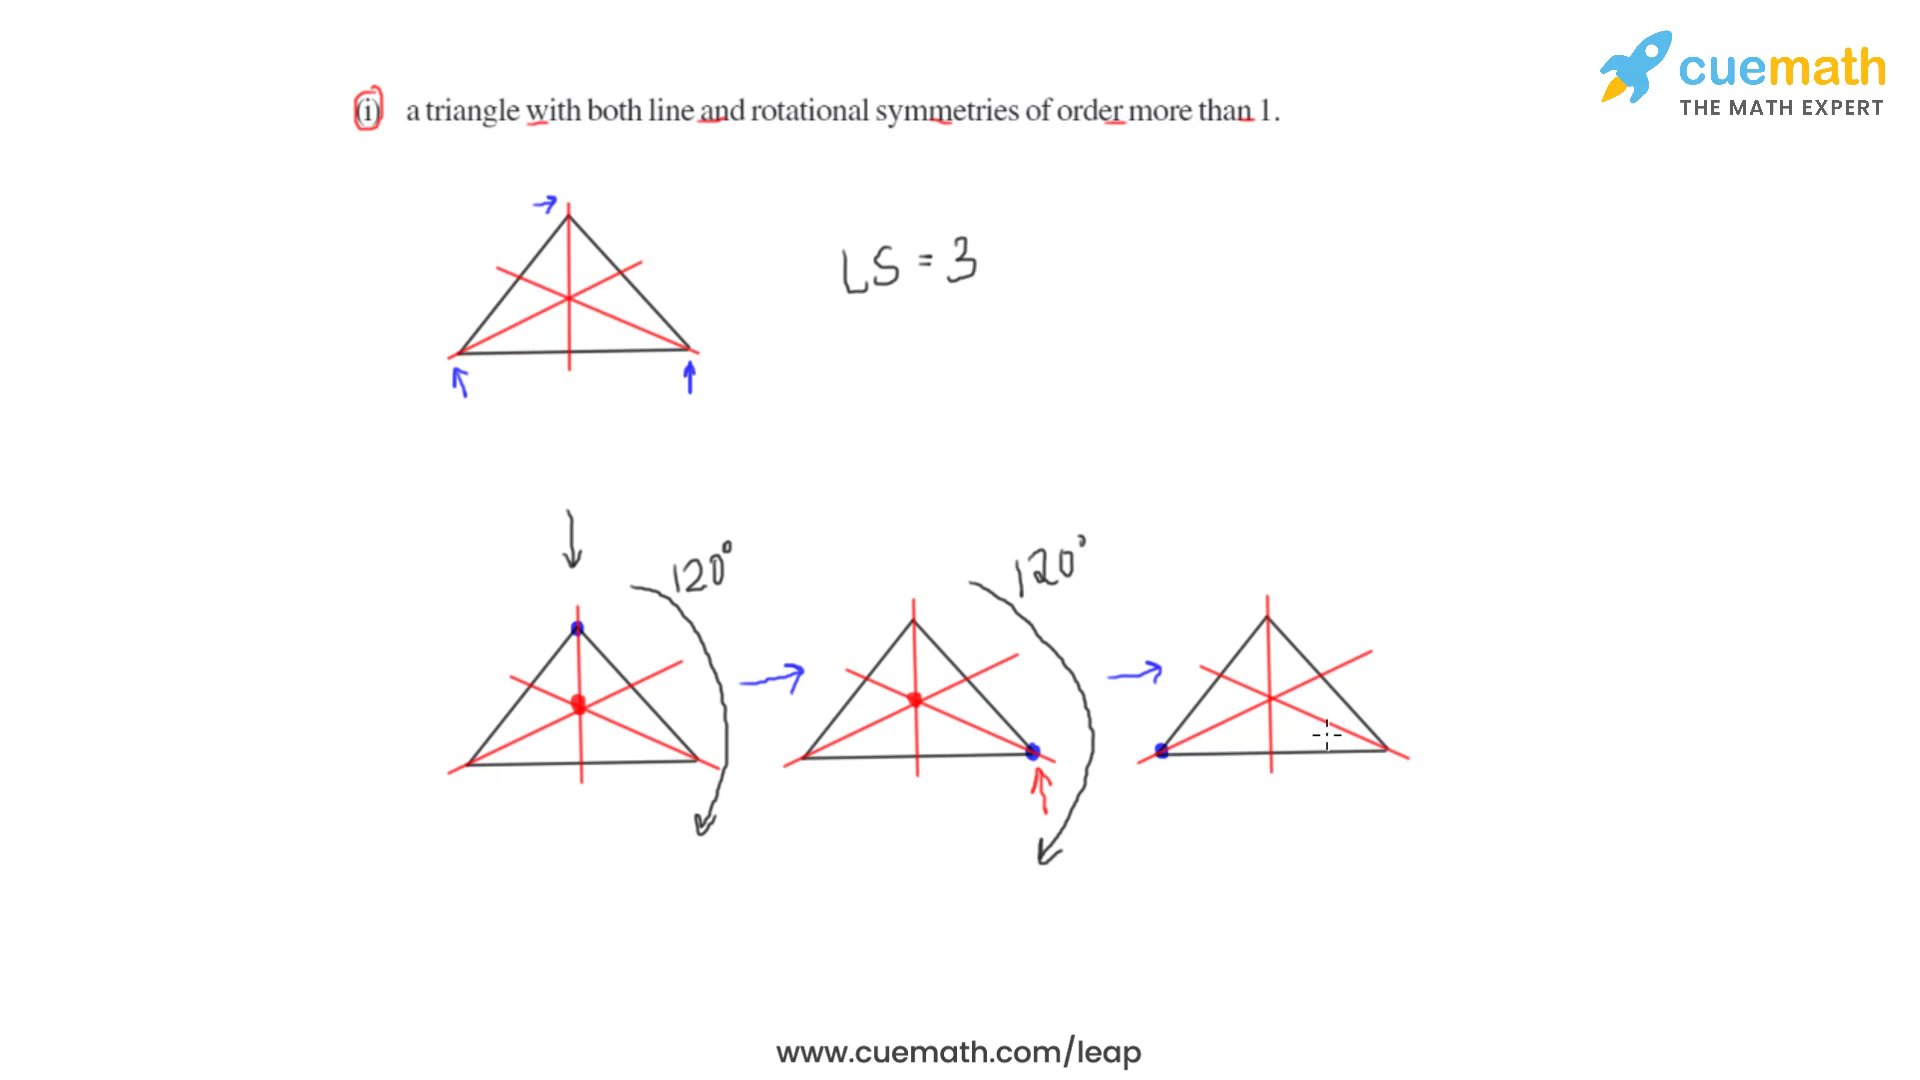 cuemath
THE MATH EXPERT
(i) a triangle with both line and rotational symmetries of order more than 1.
LS = 3
120°
120°
www.cuemath.com/leap